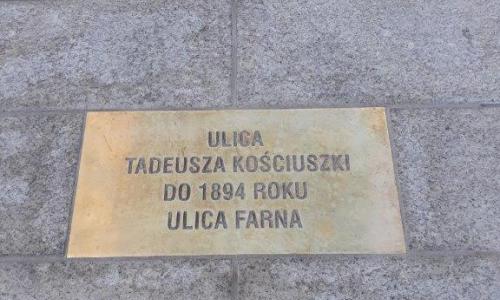 ULICA
TADEUSZA KOŚCIUSZKI
DO 1894 ROKU
ULICA FARNA